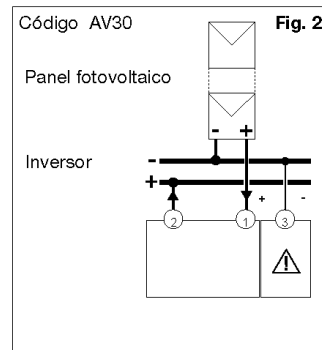 Código AV30
Fig. 2
Panel fotovoltaico
- +
Inversor
-
+
+ -
2 1 3